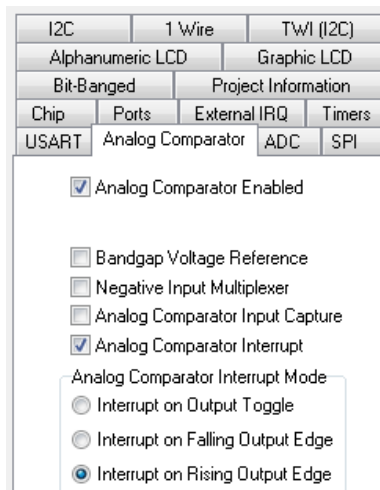 I2C 1 Wire TWI (I2C)
Alphanumeric LCD Graphic LCD
Bit-Banged Project Information
Chip Ports External IRQ Timers
USART Analog Comparator ADC SPI
Analog Comparator Enabled
Bandgap Voltage Reference
Negative Input Multiplexer
Analog Comparator Input Capture
Analog Comparator Interrupt
Analog Comparator Interrupt Mode
Interrupt on Output Toggle
Interrupt on Falling Output Edge
Interrupt on Rising Output Edge